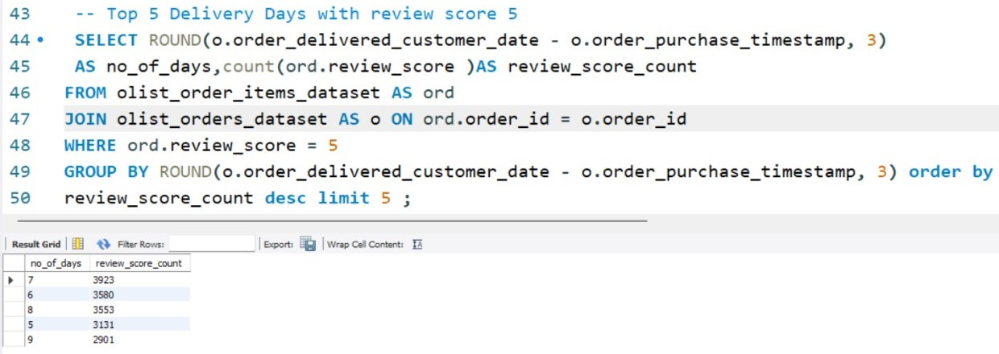 43 -- Top 5 Delivery Days with review score 5
44 SELECT ROUND(o.order_delivered_customer_date - o.order_purchase_timestamp, 3)
45 AS no_of_days,count(ord.review_score )AS review_score_count
46 FROM olist_order_items_dataset AS ord
47 JOIN olist_orders_dataset AS o ON ord.order_id = o.order_id
48 WHERE ord.review_score = 5
49 GROUP BY ROUND(o.order_delivered_customer_date - o.order_purchase_timestamp, 3) order by
50 review_score_count desc limit 5 ;
Result Grid Filter Rows: Export: Wrap Cell Content: IA
no_of_days review_score_count
7 3923
6 3580
8 3553
5 3131
9 2901